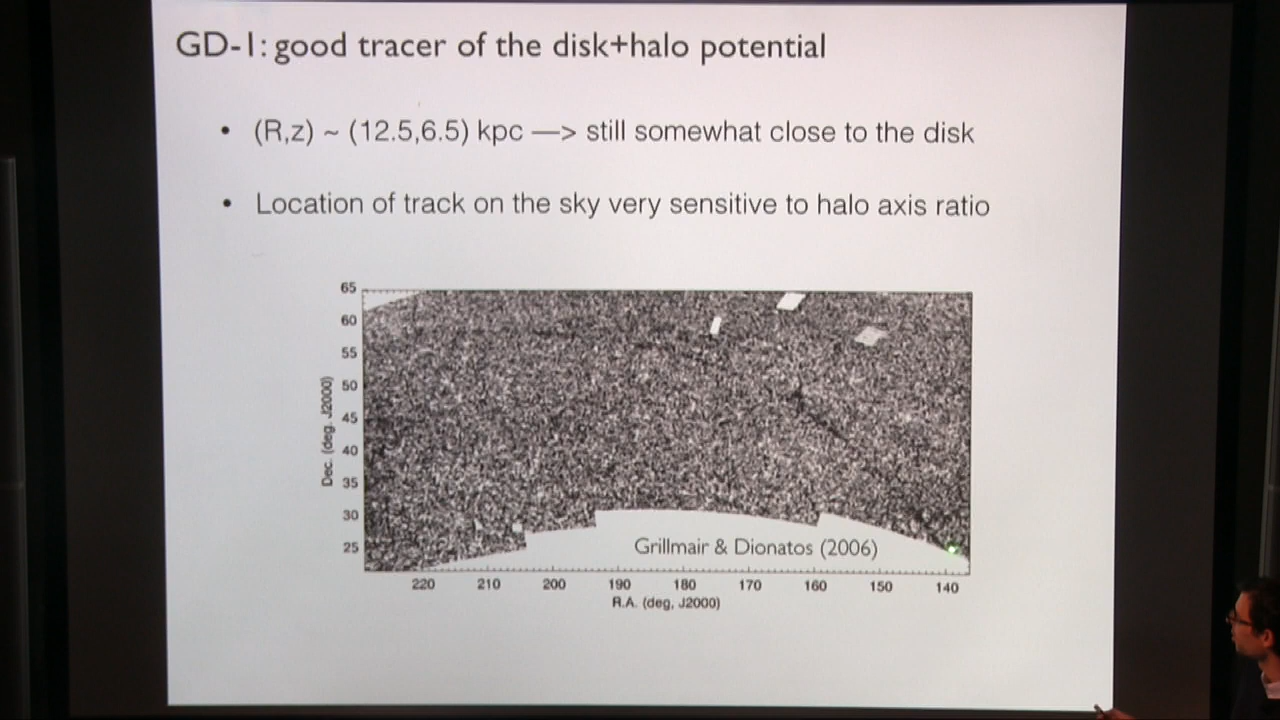 GD-1: good tracer of the disk+halo potential
• (R,z) ~ (12.5,6.5) kpc —> still somewhat close to the disk
• Location of track on the sky very sensitive to halo axis ratio
65
60
55
50
45
40
35
30
25
Dec. (deg. J2000)
Grillmair & Dionatos (2006)
220 210 200 190 180 170 160 150 140
R.A. (deg, J2000)